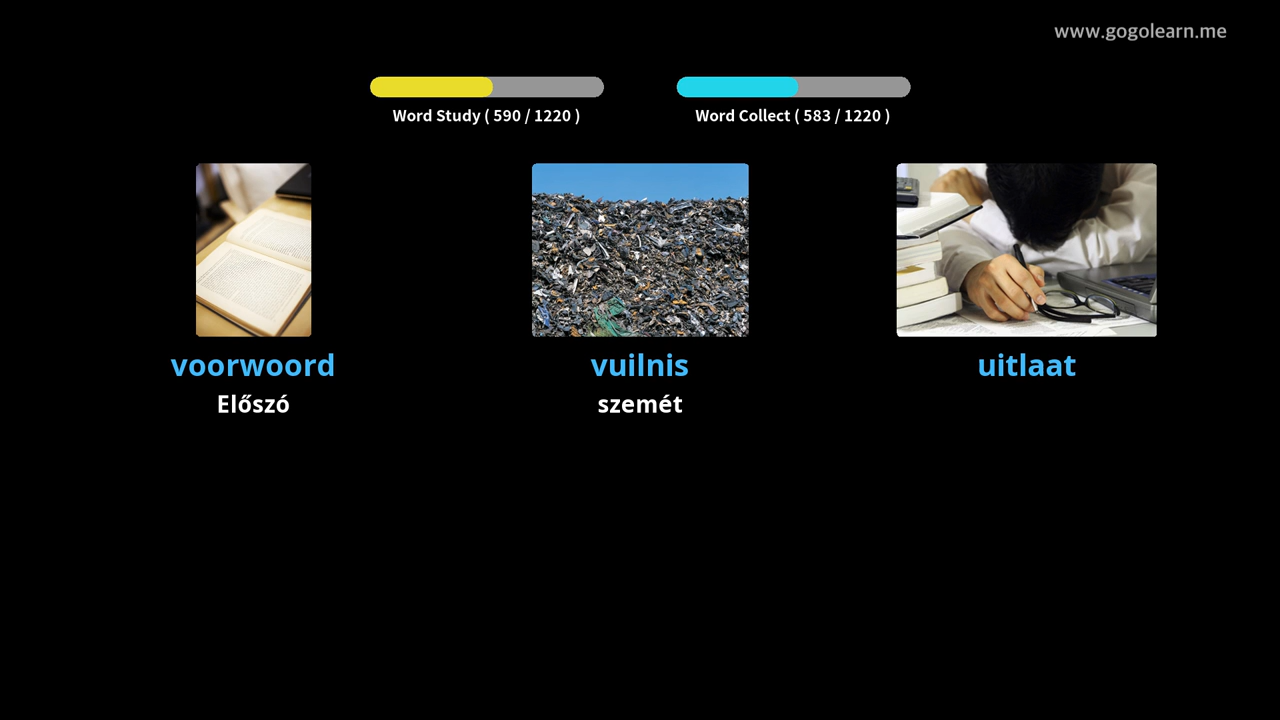 www.gogolearn.me
Word Study ( 590 / 1220 )
Word Collect ( 583 / 1220 )
voorwoord
Előszó
vuilnis
szemét
uitlaat